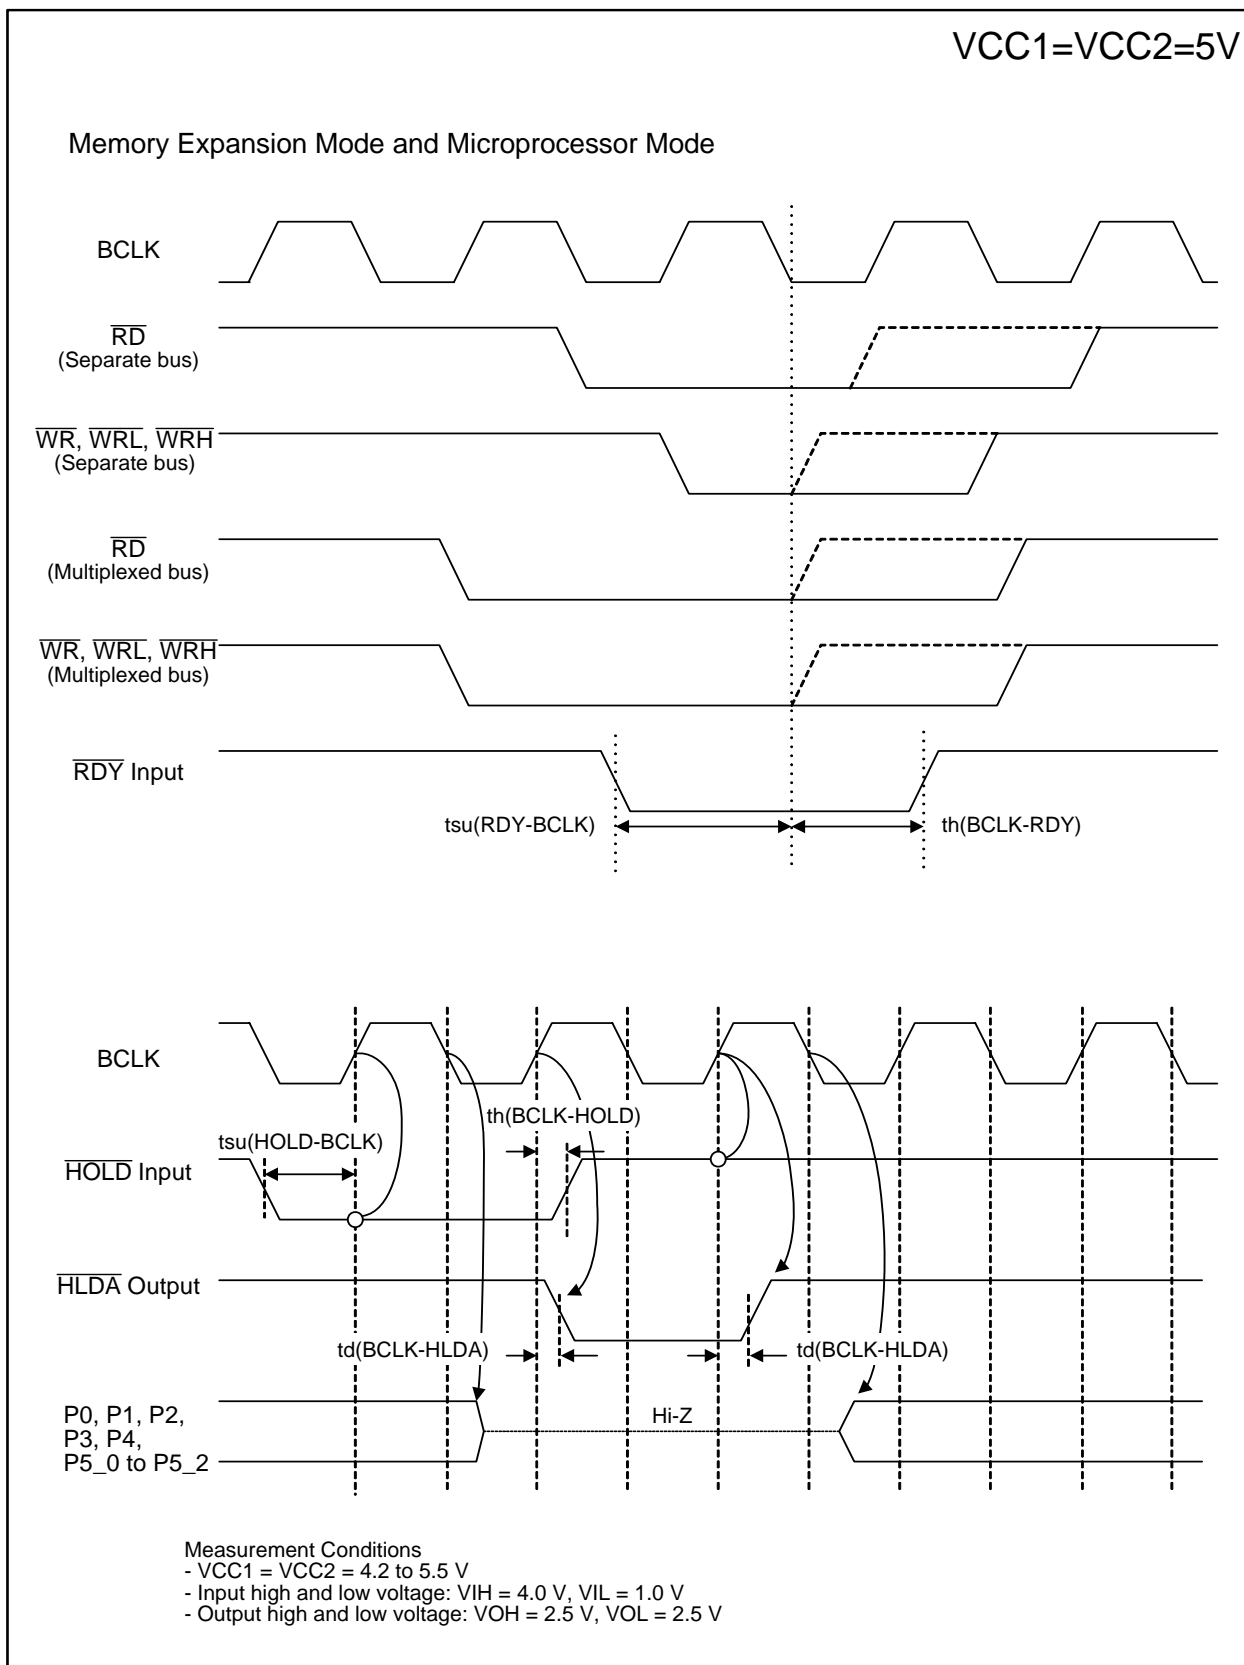 VCC1=VCC2=5V
Memory Expansion Mode and Microprocessor Mode
BCLK
RD
(Separate bus)
WR, WRL, WRH
(Separate bus)
RD
(Multiplexed bus)
WR, WRL, WRH
(Multiplexed bus)
RDY Input
tsu(RDY-BCLK)
th(BCLK-RDY)
BCLK
th(BCLK-HOLD)
tsu(HOLD-BCLK)
HOLD Input
HLDA Output
td(BCLK-HLDA)
td(BCLK-HLDA)
P0, P1, P2,
P3, P4,
P5_0 to P5_2
Hi-Z
Measurement Conditions
- VCC1 = VCC2 = 4.2 to 5.5 V
- Input high and low voltage: VIH = 4.0 V, VIL = 1.0 V
- Output high and low voltage: VOH = 2.5 V, VOL = 2.5 V